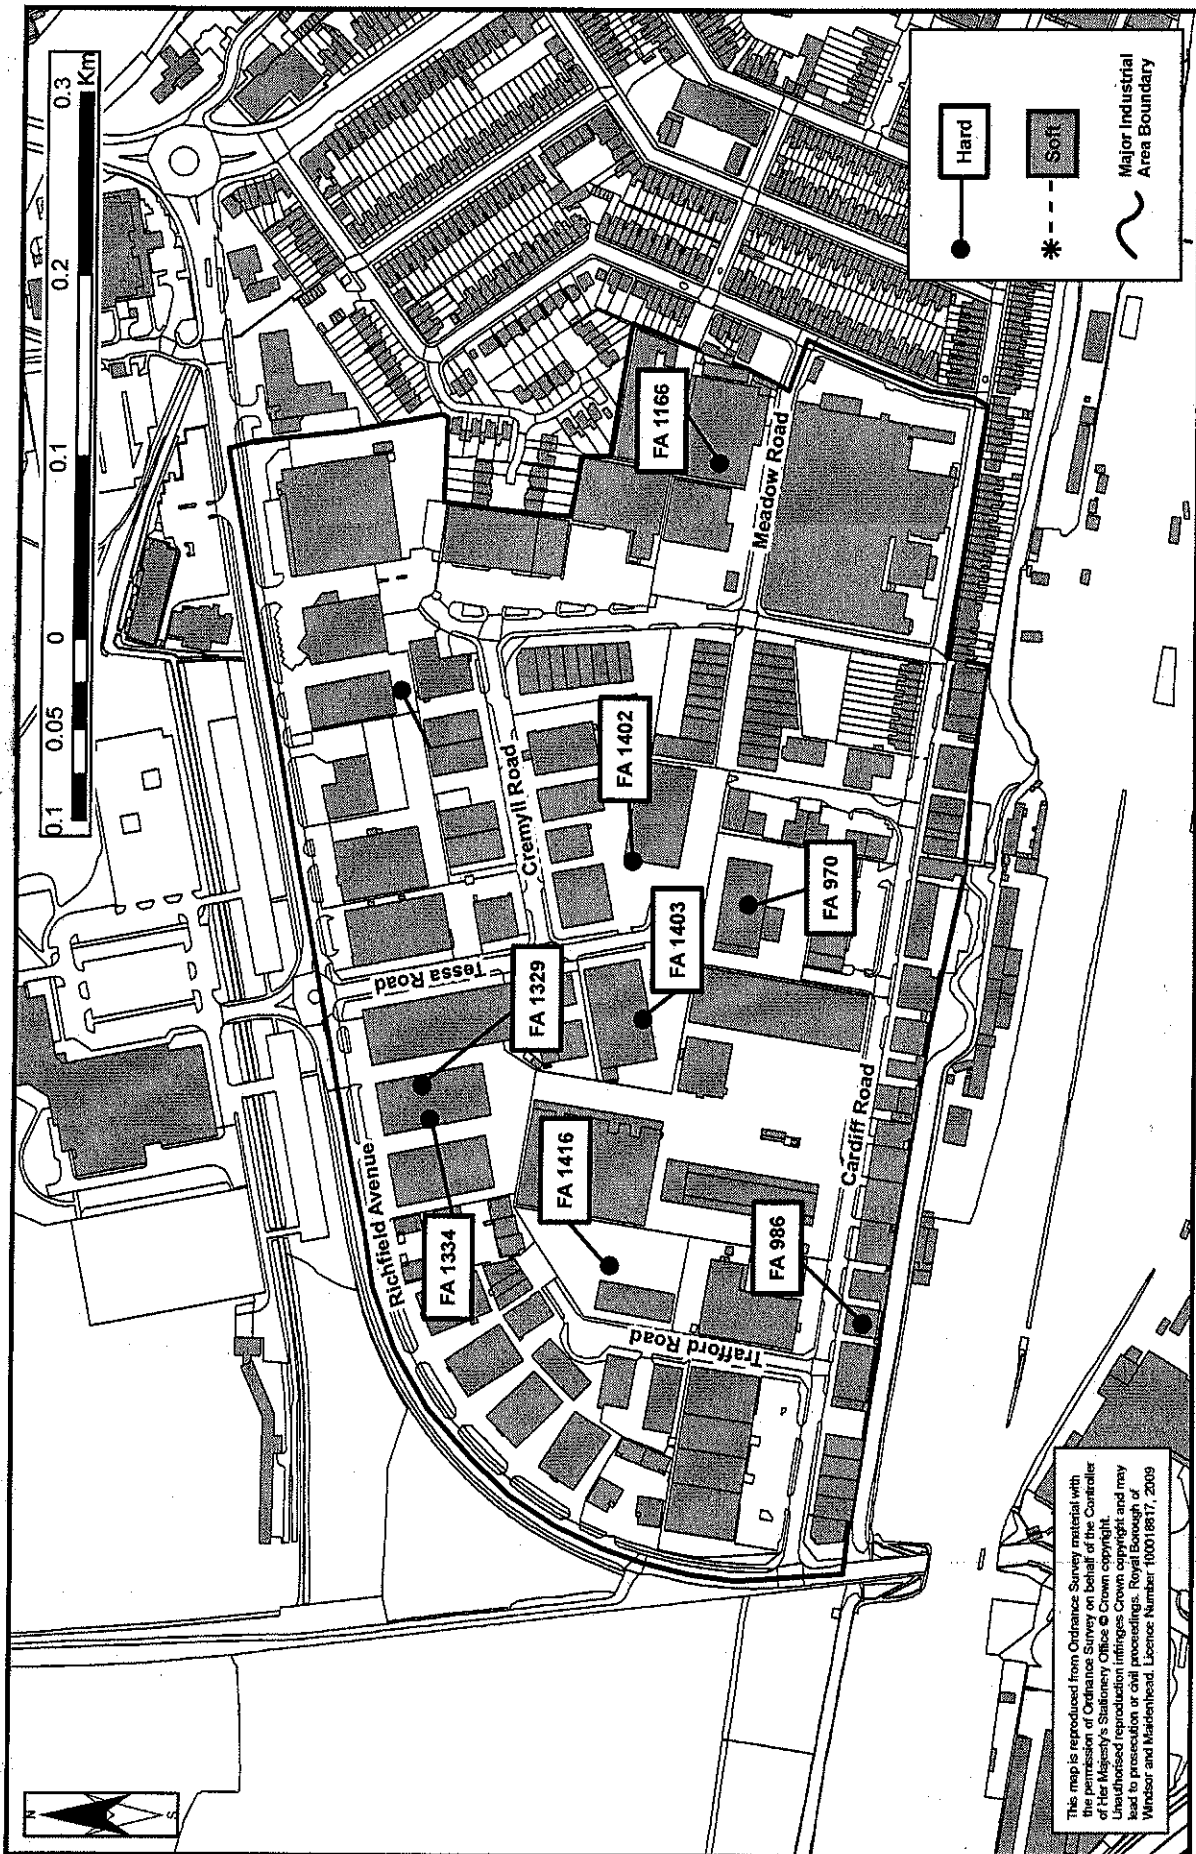 N
S
0.1 0.05 0 0.1 0.2 0.3
Km
Richfield Avenue
Tessa Road
Cremyll Road
FA 1334
FA 1329
FA 1416
FA 1403
FA 1402
FA 1166
Trafford Road
Meadow Road
FA 986
FA 970
Cardiff Road
Hard
Soft
Major Industrial
Area Boundary
This map is reproduced from Ordnance Survey material with
the permission of Ordnance Survey on behalf of the Controller
of Her Majesty's Stationery Office © Crown copyright.
Unauthorised reproduction infringes Crown copyright and may
lead to prosecution or civil proceedings. Royal Borough of
Windsor and Maidenhead. Licence Number 100018817, 2009